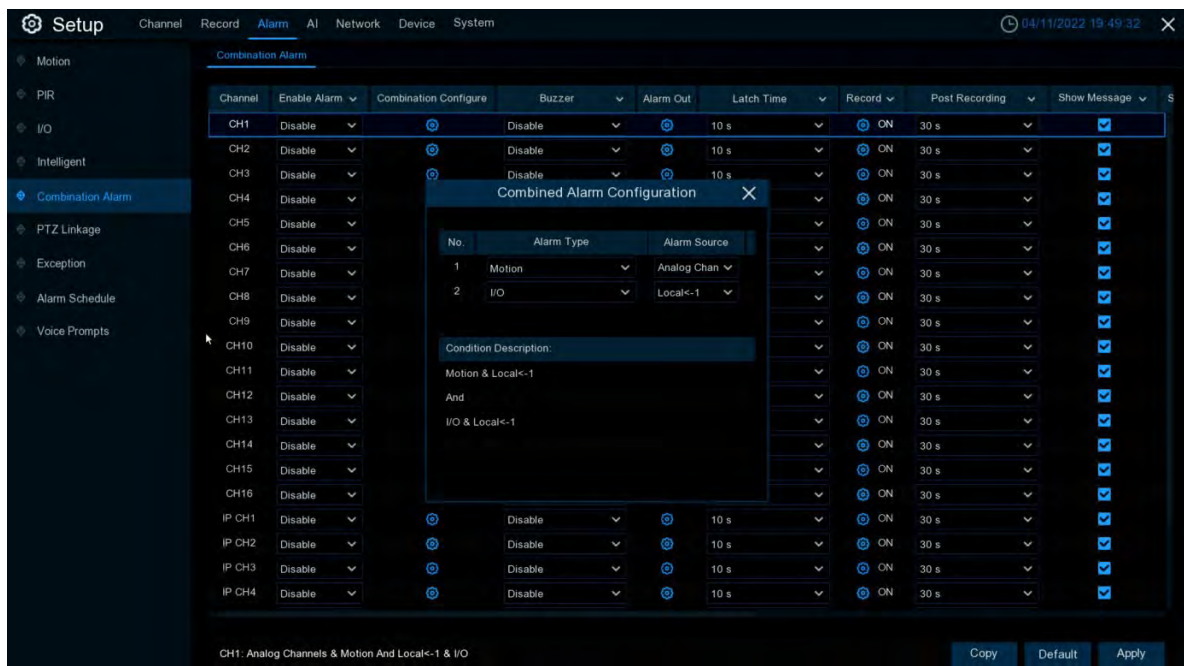 Setup Channel Record Alarm AI Network Device System 04/11/2022 19:49:32
Motion
PIR
I/O
Intelligent
Combination Alarm
PTZ Linkage
Exception
Alarm Schedule
Voice Prompts
Combination Alarm
Channel Enable Alarm Combination Configure Buzzer Alarm Out Latch Time Record Post Recording Show Message S
CH1 Disable Disable 10 s ON 30 s
CH2 Disable Disable 10 s ON 30 s
CH3 Disable Disable 10 s ON 30 s
CH4 Disable ON 30 s
CH5 Disable ON 30 s
CH6 Disable ON 30 s
CH7 Disable ON 30 s
CH8 Disable ON 30 s
CH9 Disable ON 30 s
CH10 Disable ON 30 s
CH11 Disable ON 30 s
CH12 Disable ON 30 s
CH13 Disable ON 30 s
CH14 Disable ON 30 s
CH15 Disable ON 30 s
CH16 Disable ON 30 s
IP CH1 Disable Disable 10 s ON 30 s
IP CH2 Disable Disable 10 s ON 30 s
IP CH3 Disable Disable 10 s ON 30 s
IP CH4 Disable Disable 10 s ON 30 s
Combined Alarm Configuration
No. Alarm Type Alarm Source
1 Motion Analog Chan
2 I/O Local<-1
Condition Description:
Motion & Local<-1
And
I/O & Local<-1
CH1: Analog Channels & Motion And Local<-1 & I/O
Copy Default Apply